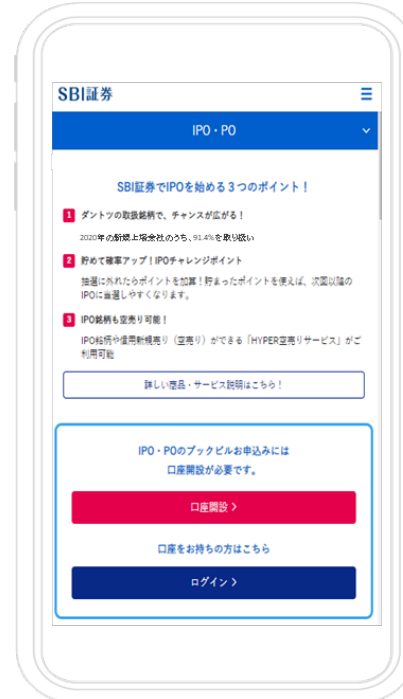 SBI証券
IPO・PO
SBI証券でIPOを始める３つのポイント！
1 ダントツの取扱銘柄で、チャンスが広がる！
2020年の新規上場会社のうち、91.4%を取り扱い
2 貯めて確率アップ！IPOチャレンジポイント
抽選に外れたらポイントを加算！貯まったポイントを使えば、次回以降の
IPOに当選しやすくなります。
3 IPO銘柄も空売り可能！
IPO銘柄や信用新規売り（空売り）ができる「HYPER空売りサービス」がご
利用可能
詳しい商品・サービス説明はこちら！
IPO・POのブックビルお申込みには
口座開設が必要です。
口座開設 >
口座をお持ちの方はこちら
ログイン >